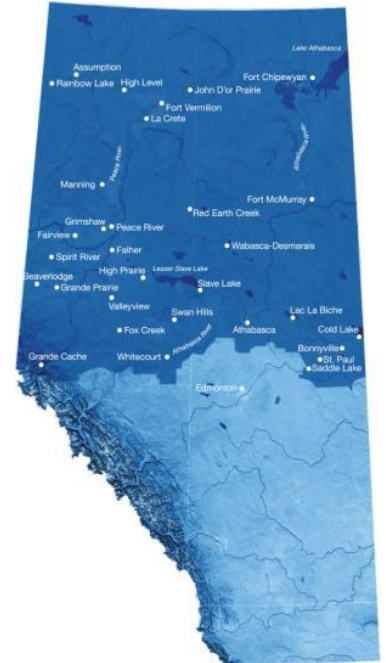 Lake Athabasca
Assumption
Fort Chipewyan
Rainbow Lake
High Level
John D'or Prairie
Fort Vermilion
La Crete
Peace River
Athabasca River
Manning
Fort McMurray
Red Earth Creek
Grimshaw
Peace River
Fairview
Falher
Wabasca-Desmarais
Spirit River
High Prairie
Lesser Slave Lake
Beaverlodge
Grande Prairie
Slave Lake
Valleyview
Swan Hills
Lac La Biche
Fox Creek
Athabasca
Cold Lake
Athabasca River
Bonnyville
Grande Cache
Whitecourt
St. Paul
Saddle Lake
Edmonton